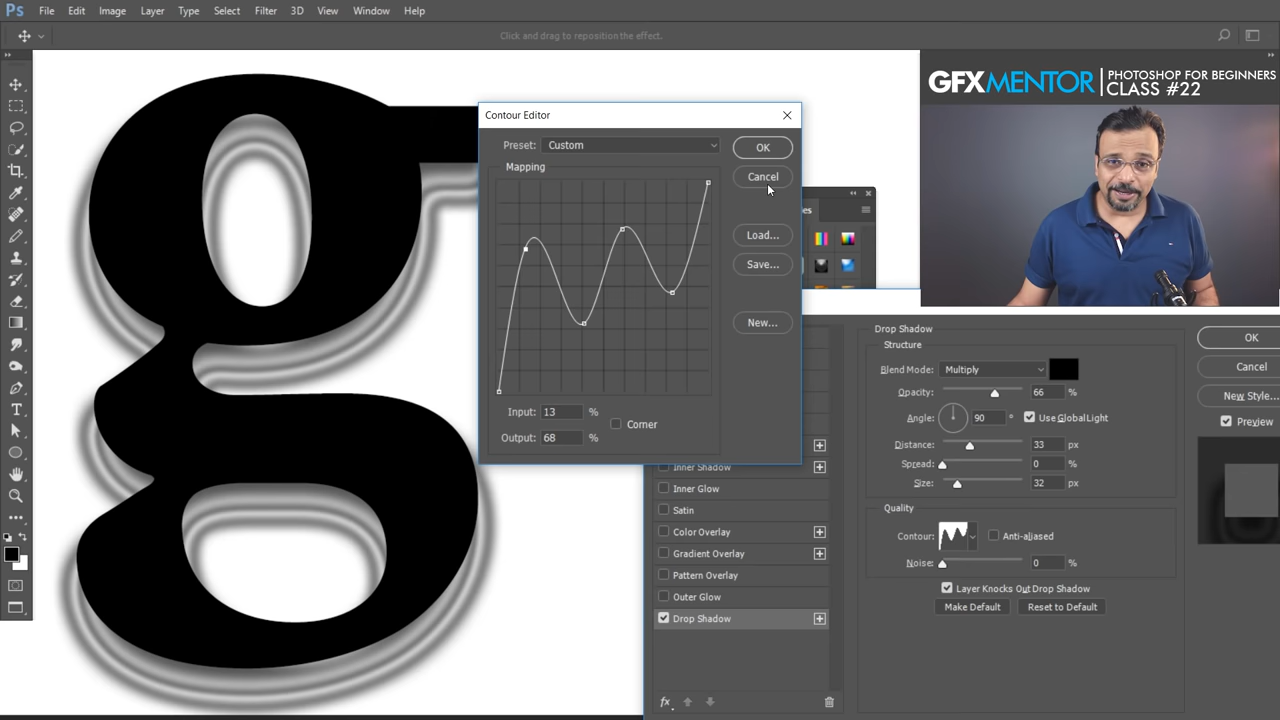 Ps File Edit Image Layer Type Select Filter 3D View Window Help
Click and drag to reposition the effect.
GFXMENTOR
PHOTOSHOP FOR BEGINNERS
CLASS #22
g
Contour Editor
Preset: Custom
OK
Mapping
Cancel
Load...
Save...
New...
Input: 13 %
Corner
Output: 68 %
Drop Shadow
Structure
OK
Blend Mode: Multiply
Cancel
Opacity: 66 %
New Style...
Angle: 90 ° Use Global Light
Preview
Distance: 33 px
Spread: 0 %
Size: 32 px
Quality
Contour: Anti-aliased
Noise: 0 %
Layer Knocks Out Drop Shadow
Make Default Reset to Default
Inner Shadow
Inner Glow
Satin
Color Overlay
Gradient Overlay
Pattern Overlay
Outer Glow
Drop Shadow
fx